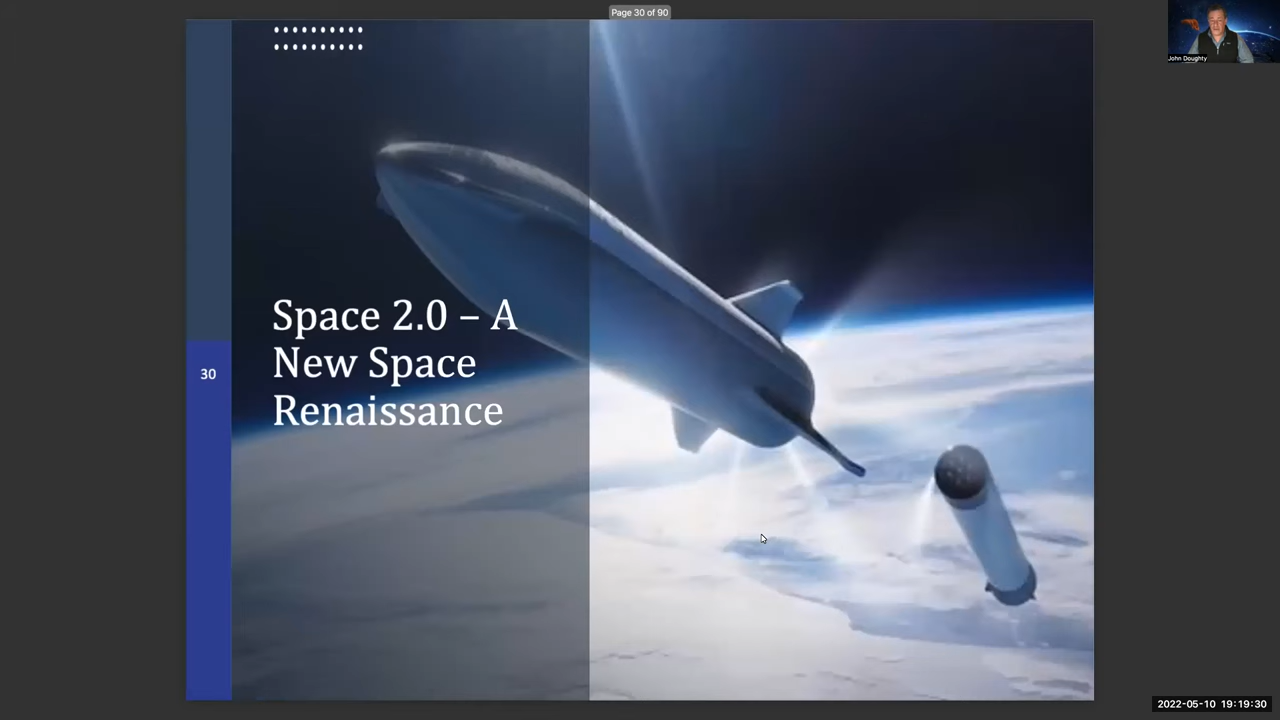 Page 30 of 90
John Doughty
Space 2.0 – A
New Space
Renaissance
30
2022-05-10 19:19:30